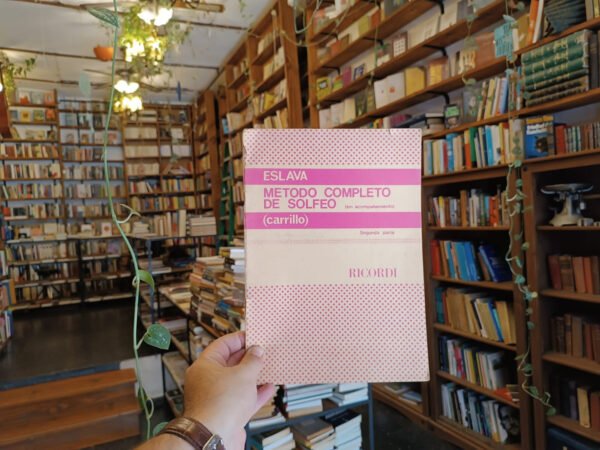 ESLAVA
METODO COMPLETO
DE SOLFEO (sin acompañamiento)
(carrillo)
Segunda parte
RICORDI